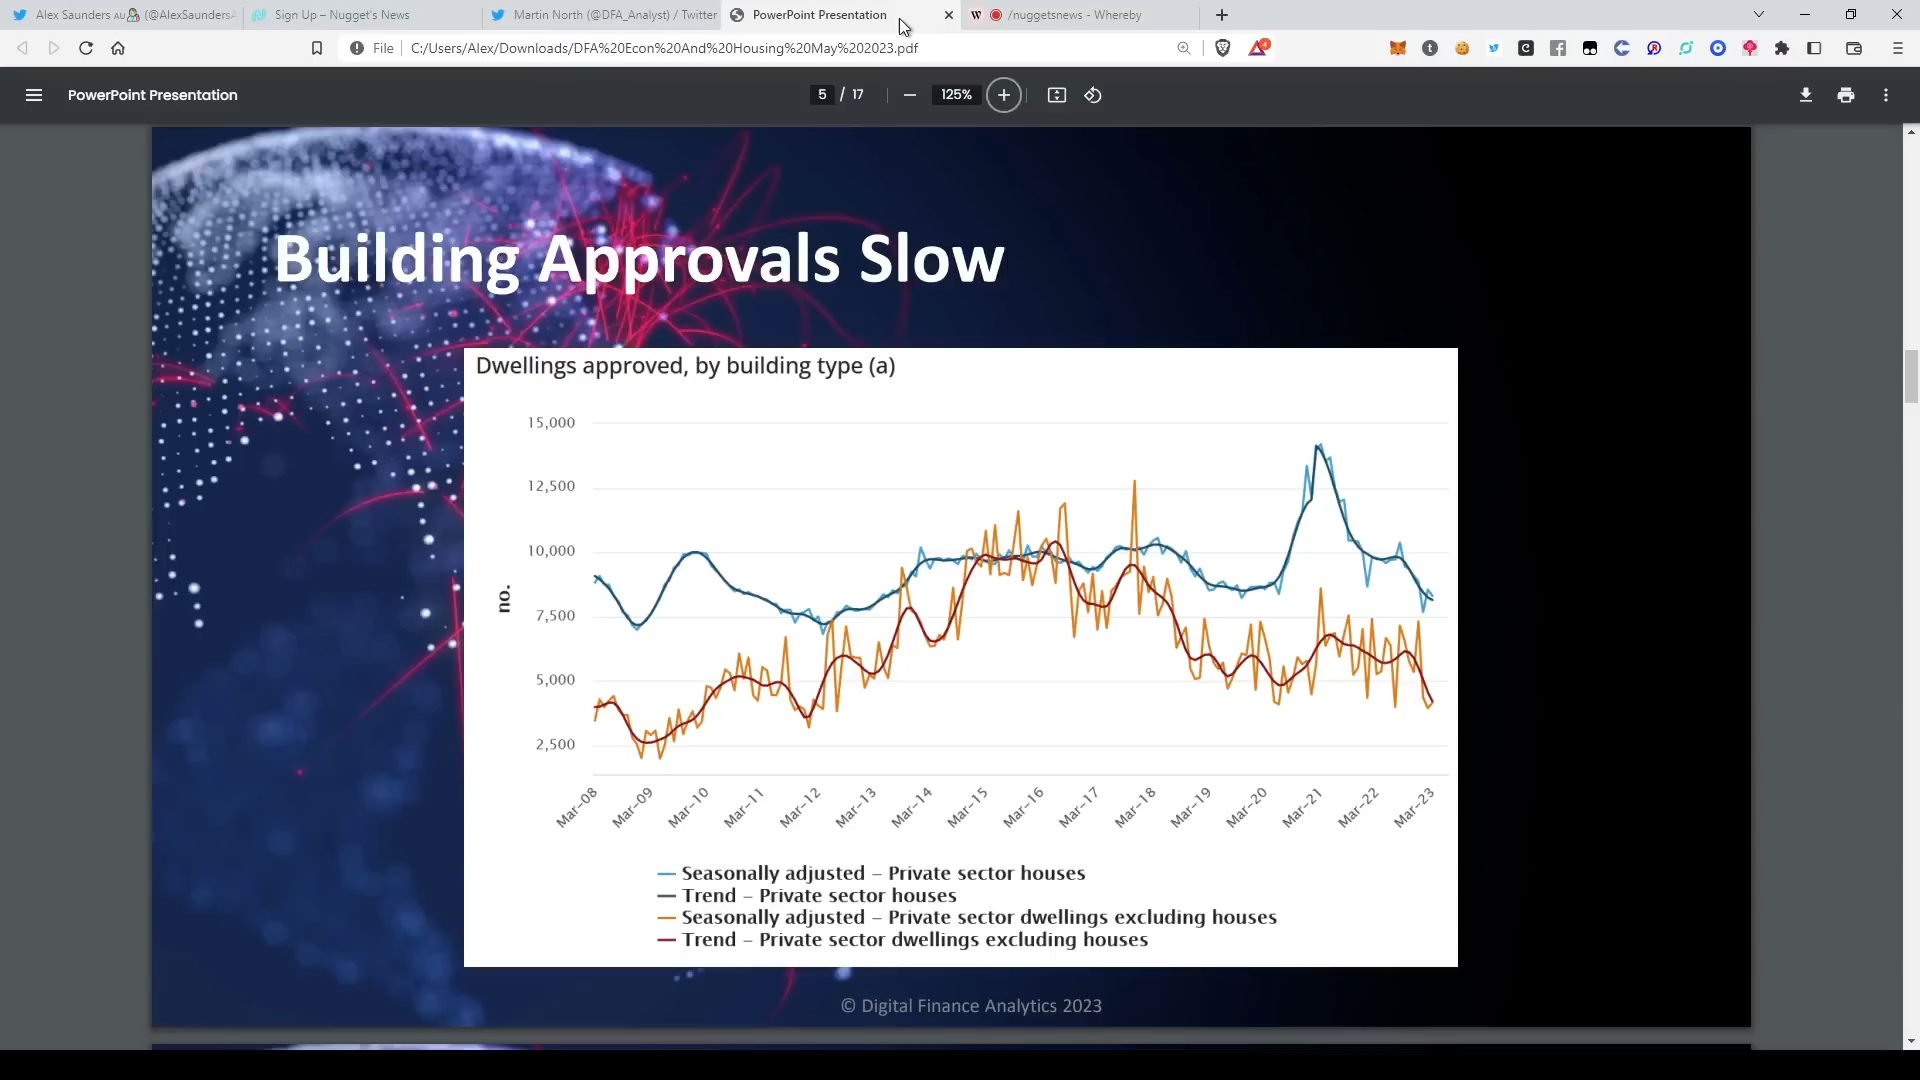 Alex Saunders AU (@AlexSaundersA
Sign Up – Nugget's News
Martin North (@DFA_Analyst) / Twitter
PowerPoint Presentation
/nuggetsnews - Whereby
File
C:/Users/Alex/Downloads/DFA%20Econ%20And%20Housing%20May%202023.pdf
PowerPoint Presentation
5 / 17
125%
Building Approvals Slow
Dwellings approved, by building type (a)
15,000
12,500
10,000
7,500
5,000
2,500
no.
Mar–08
Mar–09
Mar–10
Mar–11
Mar–12
Mar–13
Mar–14
Mar–15
Mar–16
Mar–17
Mar–18
Mar–19
Mar–20
Mar–21
Mar–22
Mar–23
Seasonally adjusted – Private sector houses
Trend – Private sector houses
Seasonally adjusted – Private sector dwellings excluding houses
Trend – Private sector dwellings excluding houses
© Digital Finance Analytics 2023